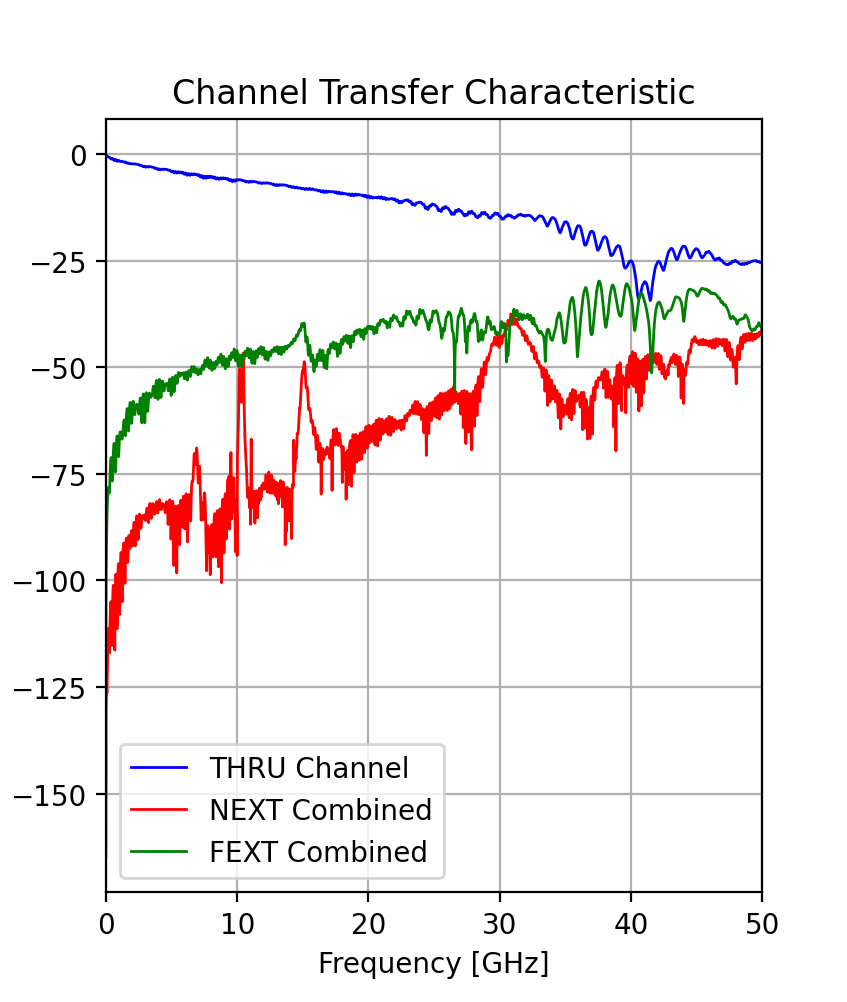 Channel Transfer Characteristic
0
−25
−50
−75
−100
−125
−150
THRU Channel
NEXT Combined
FEXT Combined
0 10 20 30 40 50
Frequency [GHz]